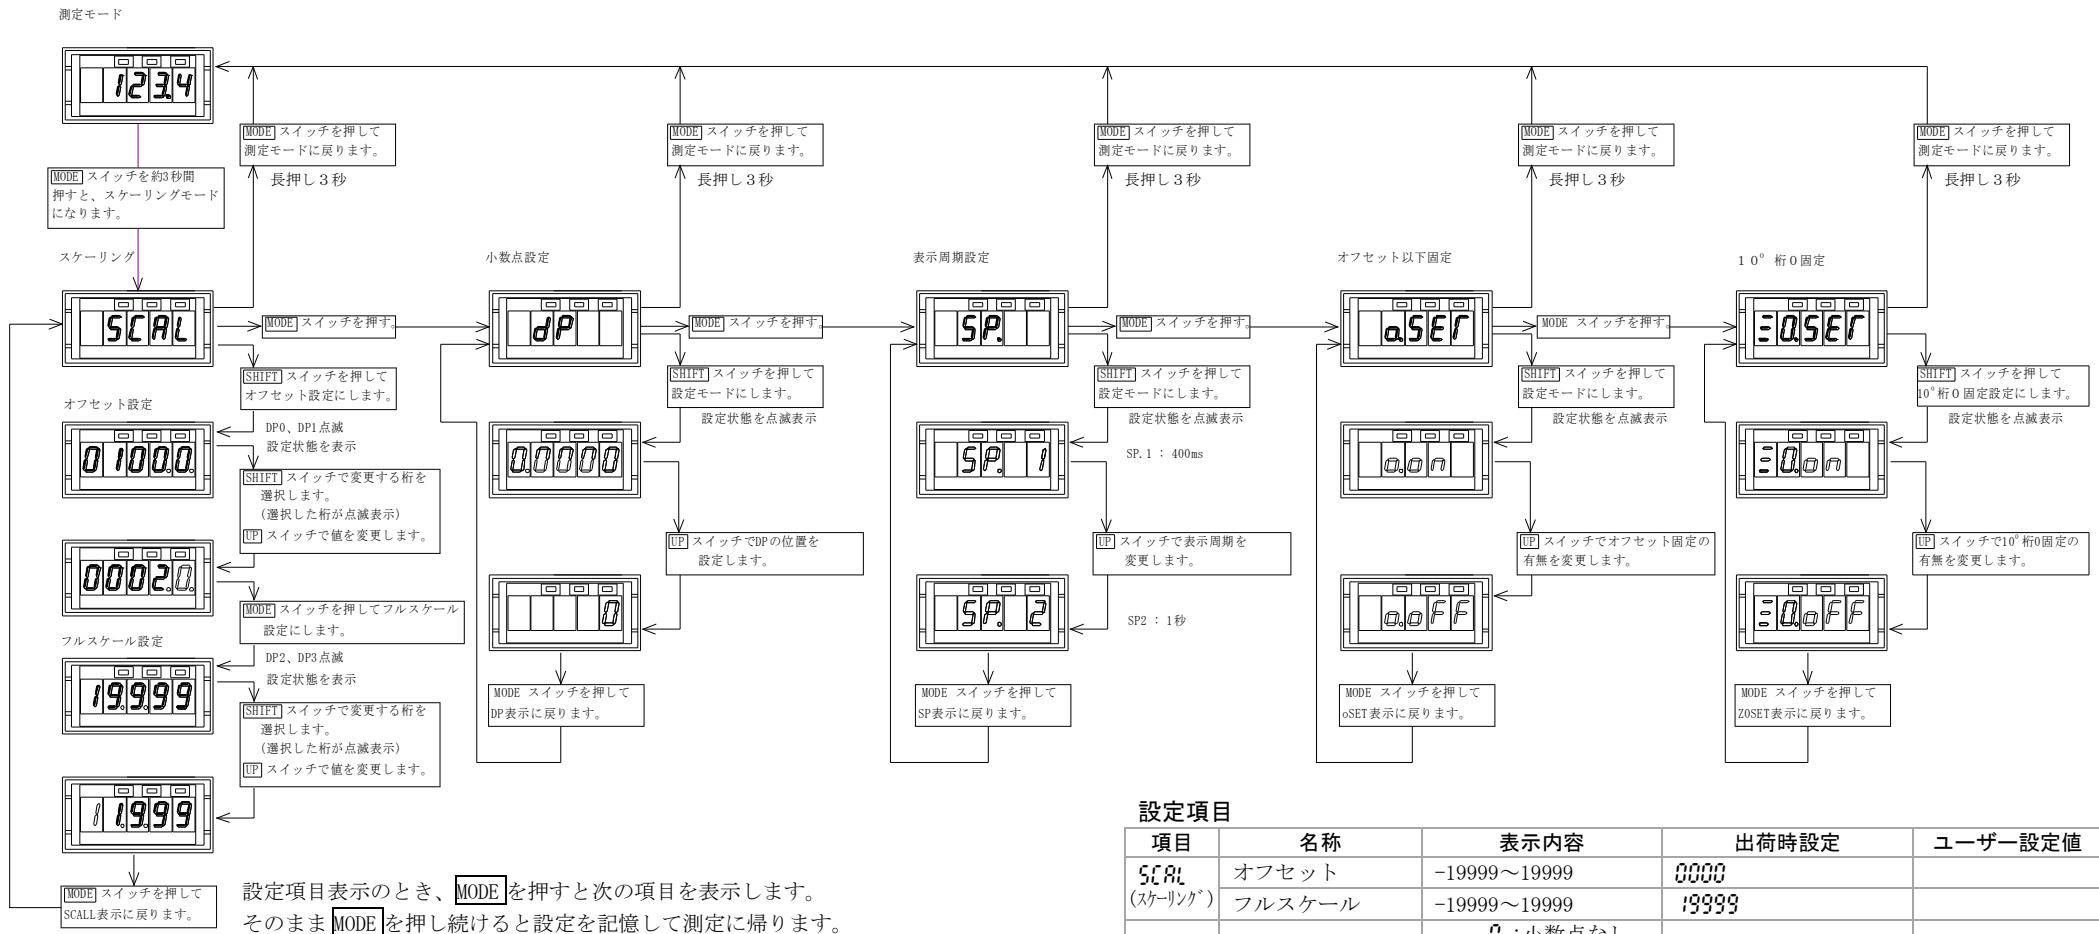 測定モード
123.4
MODE スイッチを約3秒間
押すと、スケーリングモード
になります。
MODE スイッチを押して
測定モードに戻ります。
長押し３秒
MODE スイッチを押して
測定モードに戻ります。
長押し３秒
MODE スイッチを押して
測定モードに戻ります。
長押し３秒
MODE スイッチを押して
測定モードに戻ります。
長押し３秒
MODE スイッチを押して
測定モードに戻ります。
長押し３秒
スケーリング
SCAL
MODE スイッチを押す。
SHIFT スイッチを押して
オフセット設定にします。
オフセット設定
DP0、DP1点滅
設定状態を表示
0100.0
SHIFT スイッチで変更する桁を
選択します。
(選択した桁が点滅表示)
UP スイッチで値を変更します。
0002.0.
MODE スイッチを押してフルスケール
設定にします。
フルスケール設定
DP2、DP3点滅
設定状態を表示
19.9.99
SHIFT スイッチで変更する桁を
選択します。
(選択した桁が点滅表示)
UP スイッチで値を変更します。
11.9.99
MODE スイッチを押して
SCALL表示に戻ります。
小数点設定
dP
MODE スイッチを押す。
SHIFT スイッチを押して
設定モードにします。
設定状態を点滅表示
0.0000
UP スイッチでDPの位置を
設定します。
0
MODE スイッチを押して
DP表示に戻ります。
表示周期設定
SP.
MODE スイッチを押す。
SHIFT スイッチを押して
設定モードにします。
設定状態を点滅表示
SP. 1
SP.1 : 400ms
UP スイッチで表示周期を
変更します。
SP. 2
SP2 : 1秒
MODE スイッチを押して
SP表示に戻ります。
オフセット以下固定
o.SET
MODE スイッチを押す。
SHIFT スイッチを押して
設定モードにします。
設定状態を点滅表示
o.on
UP スイッチでオフセット固定の
有無を変更します。
o.oFF
MODE スイッチを押して
oSET表示に戻ります。
１０⁰ 桁０固定
0.SET
SHIFT スイッチを押して
10⁰桁０固定設定にします。
設定状態を点滅表示
0.on
UP スイッチで10⁰桁0固定の
有無を変更します。
0.oFF
MODE スイッチを押して
Z0SET表示に戻ります。
設定項目表示のとき、MODEを押すと次の項目を表示します。
そのままMODEを押し続けると設定を記憶して測定に帰ります。
設定項目
項目 名称 表示内容 出荷時設定 ユーザー設定値
SCAL オフセット -19999～19999 0000
(ｽｹｰﾘﾝｸﾞ) フルスケール -19999～19999 19999
0 :小数点なし